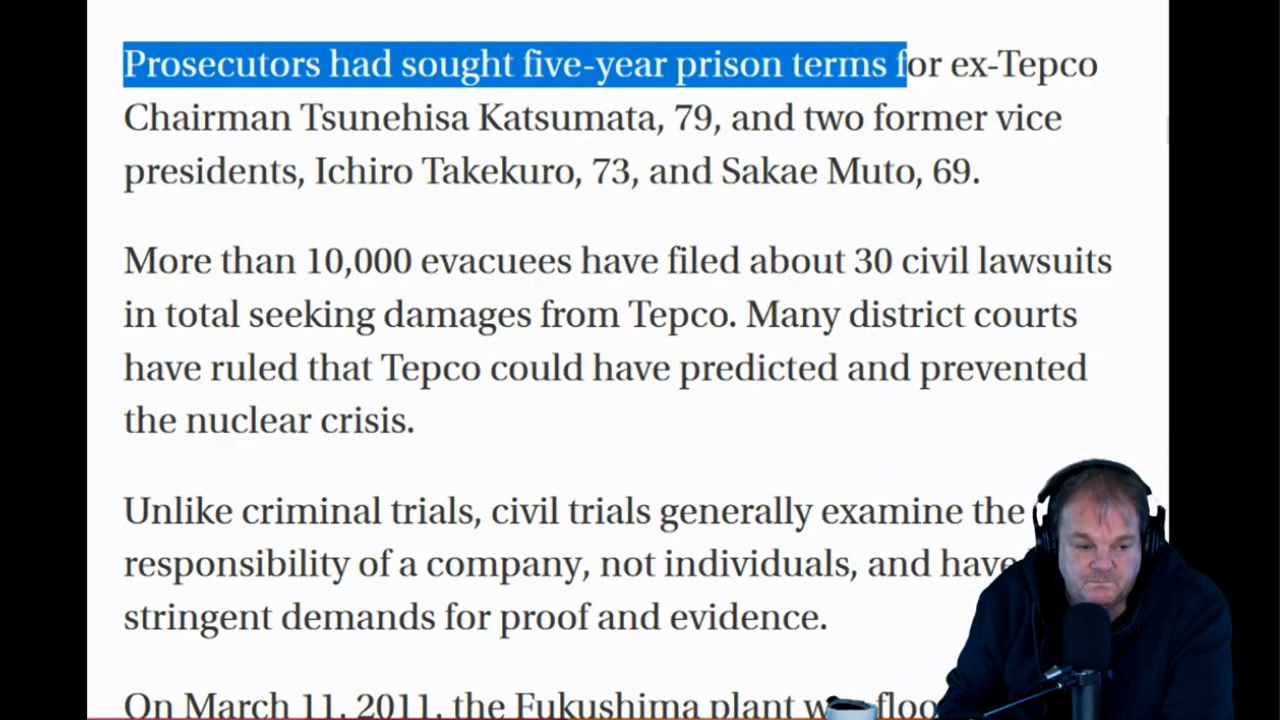 Prosecutors had sought five-year prison terms for ex-Tepco
Chairman Tsunehisa Katsumata, 79, and two former vice
presidents, Ichiro Takekuro, 73, and Sakae Muto, 69.
More than 10,000 evacuees have filed about 30 civil lawsuits
in total seeking damages from Tepco. Many district courts
have ruled that Tepco could have predicted and prevented
the nuclear crisis.
Unlike criminal trials, civil trials generally examine the
responsibility of a company, not individuals, and have
stringent demands for proof and evidence.
On March 11, 2011, the Fukushima plant